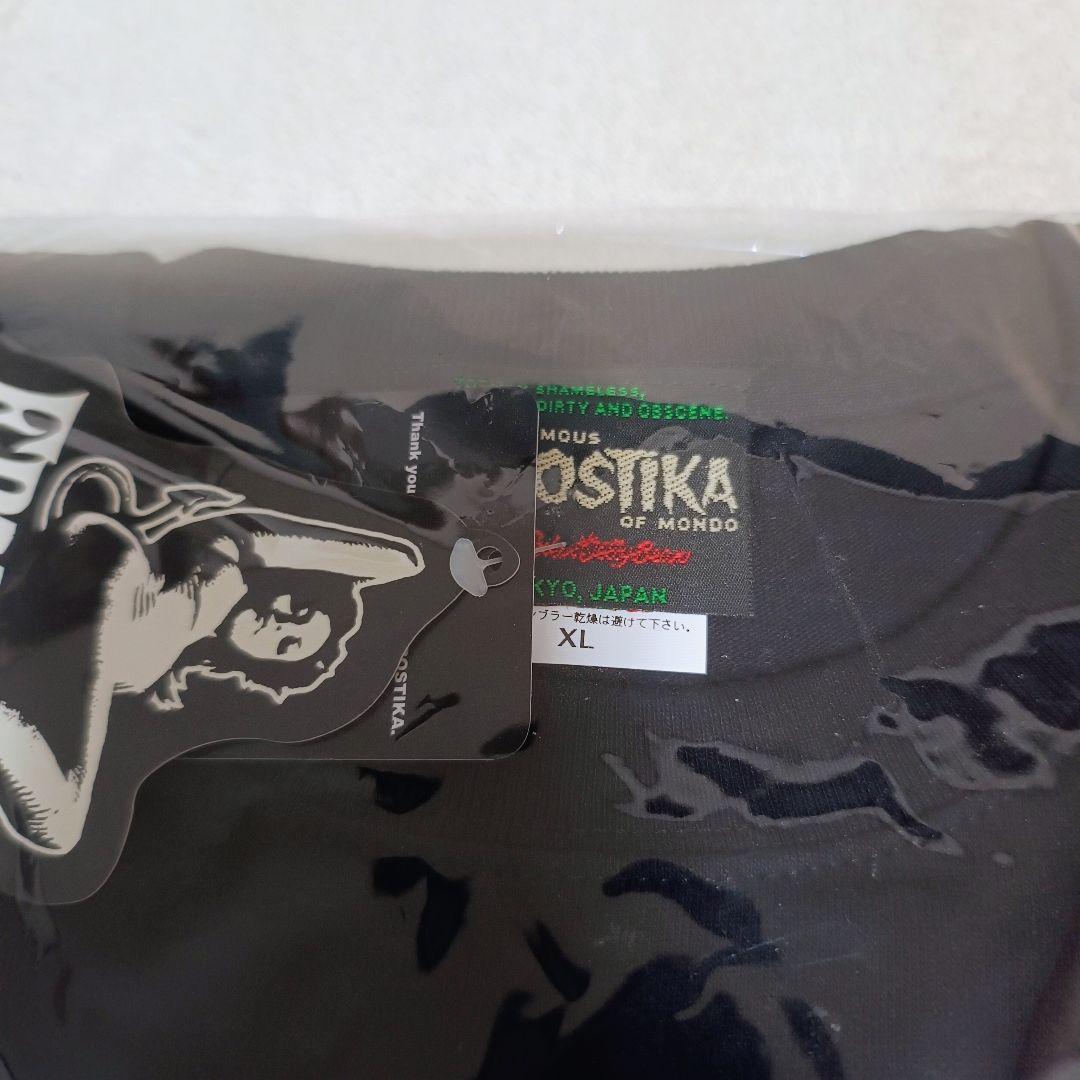 SHAMELESS,
DIRTY AND OBSCENE.
MOUS
OSTIKA
OF MONDO
KYO, JAPAN
ンブラー乾燥は避けて下さい。
XL
Thank you
OSTIKA.